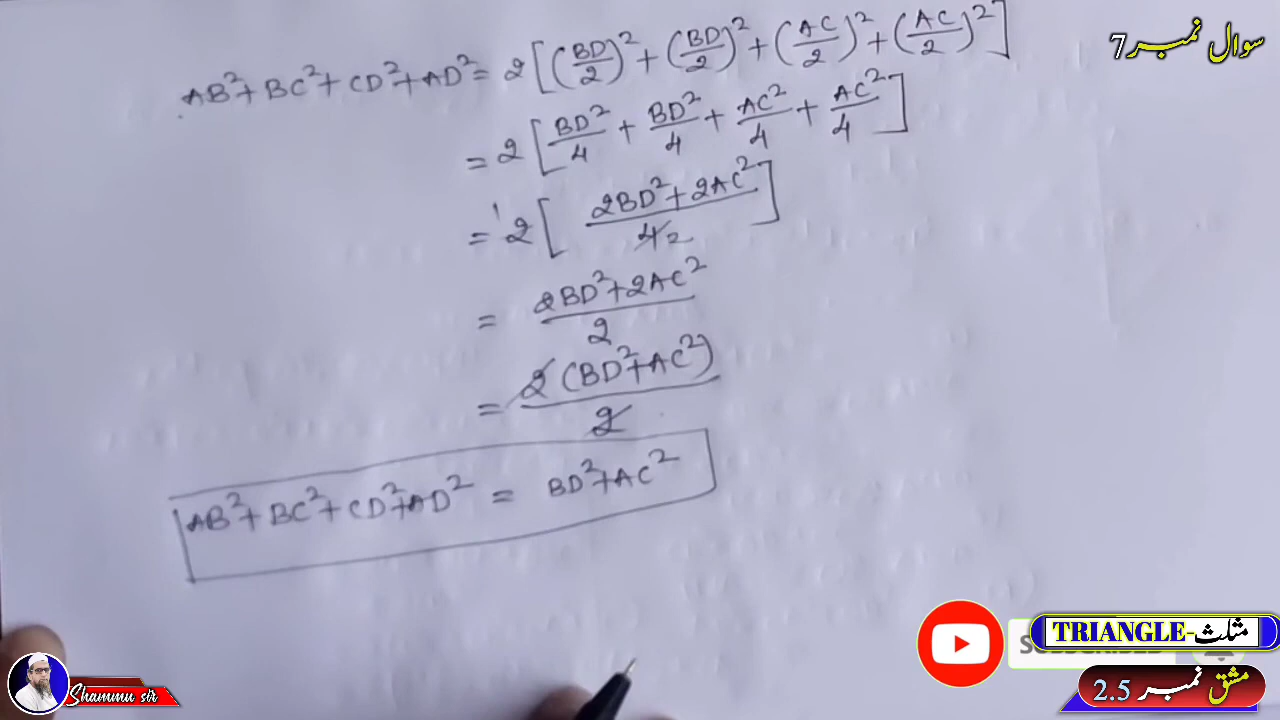 سوال نمبر7
AB²+BC²+CD²+AD²= 2[(BD/2)²+(BD/2)²+(AC/2)²+(AC/2)²]
= 2[BD²/4 + BD²/4 + AC²/4 + AC²/4]
= ¹2[2BD²+2AC²/4 2]
= 2BD²+2AC²/2
= 2(BD²+AC²)/2
AB²+BC²+CD²+AD² = BD²+AC²
TRIANGLE-مثلث
مشق نمبر 2.5
Shammu sir